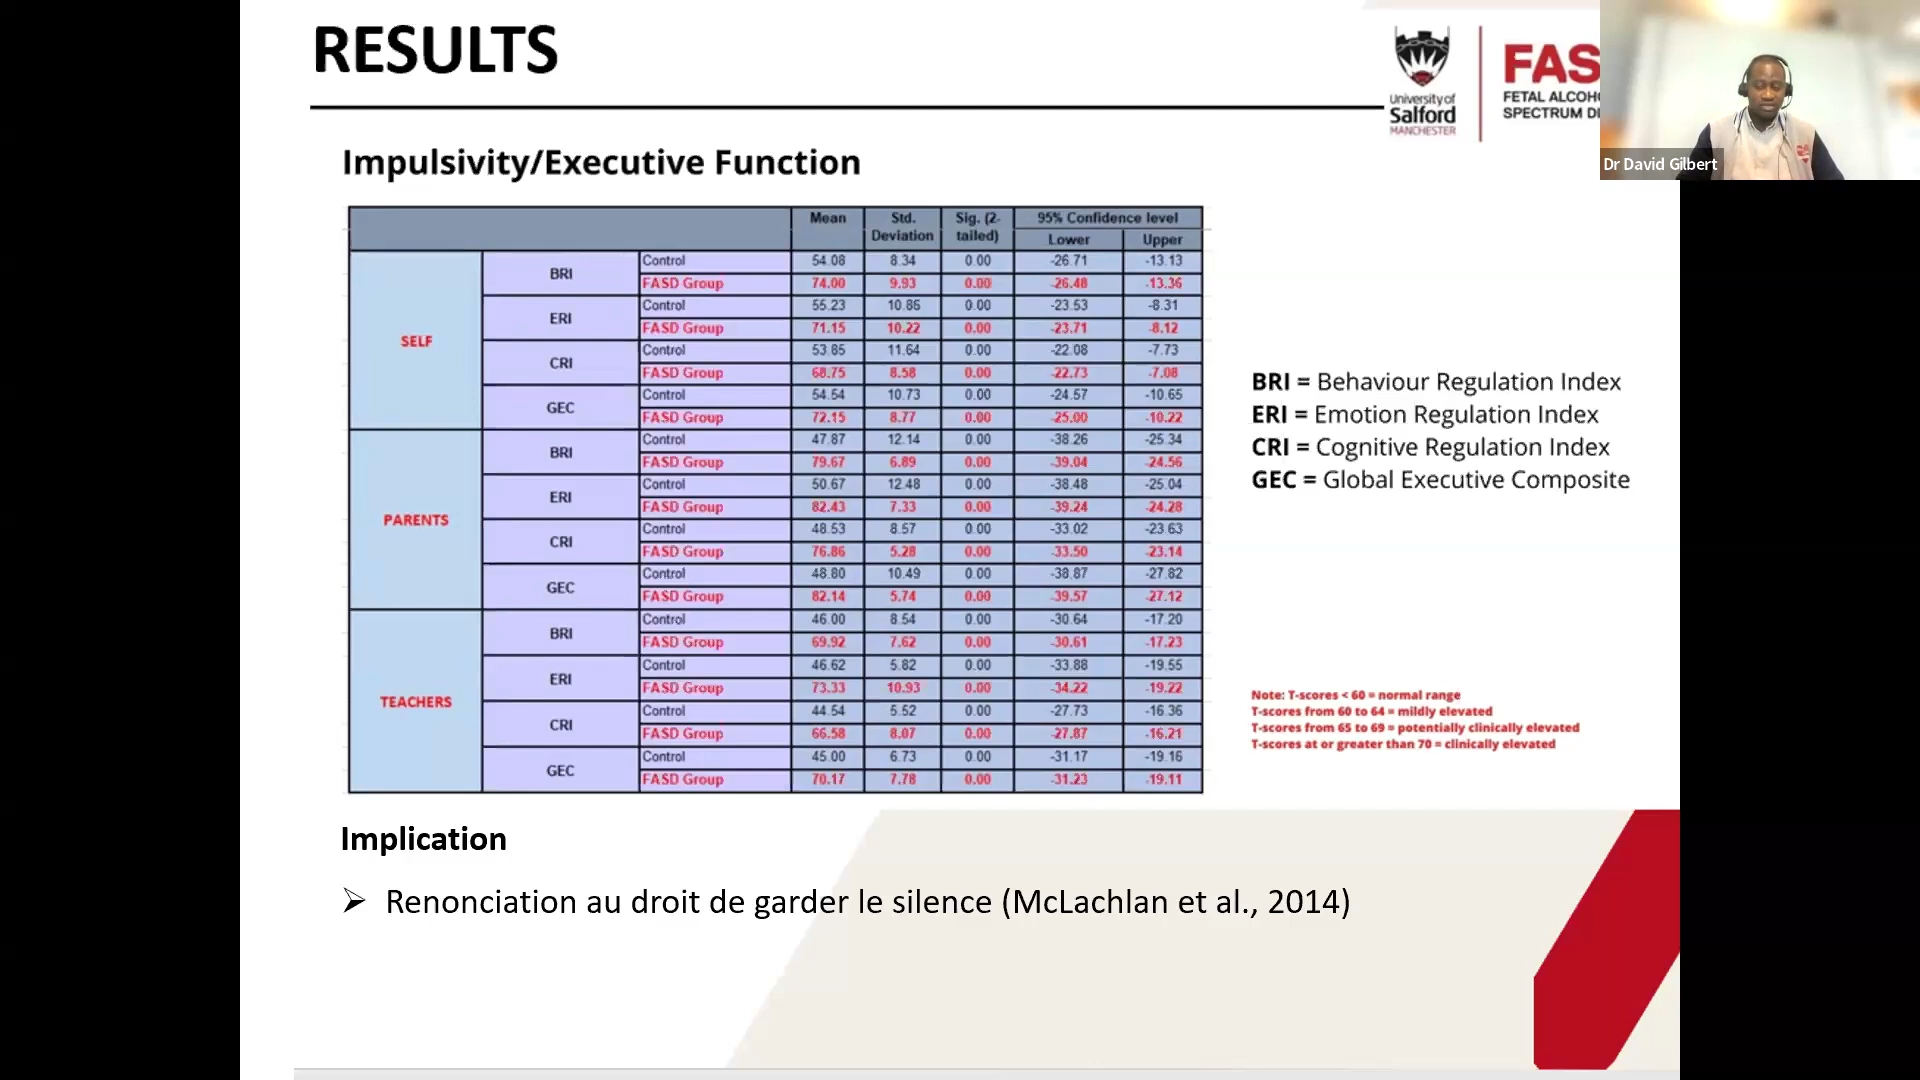 RESULTS
University of
Salford
MANCHESTER
FAS
FETAL ALCOH
SPECTRUM DI
Dr David Gilbert
Impulsivity/Executive Function
Mean Std. Deviation Sig. (2-tailed) 95% Confidence level
Lower Upper
SELF
BRI
Control 54.08 8.34 0.00 -26.71 -13.13
FASD Group 74.00 9.93 0.00 -26.48 -13.36
ERI
Control 55.23 10.86 0.00 -23.53 -8.31
FASD Group 71.15 10.22 0.00 -23.71 -8.12
CRI
Control 53.85 11.64 0.00 -22.08 -7.73
FASD Group 68.75 8.58 0.00 -22.73 -7.08
GEC
Control 54.54 10.73 0.00 -24.57 -10.65
FASD Group 72.15 8.77 0.00 -25.00 -10.22
PARENTS
BRI
Control 47.87 12.14 0.00 -38.26 -25.34
FASD Group 79.67 6.89 0.00 -39.04 -24.56
ERI
Control 50.67 12.48 0.00 -38.48 -25.04
FASD Group 82.43 7.33 0.00 -39.24 -24.28
CRI
Control 48.53 8.57 0.00 -33.02 -23.63
FASD Group 76.86 5.28 0.00 -33.50 -23.14
GEC
Control 48.80 10.49 0.00 -38.87 -27.82
FASD Group 82.14 5.74 0.00 -39.57 -27.12
TEACHERS
BRI
Control 46.00 8.54 0.00 -30.64 -17.20
FASD Group 69.92 7.62 0.00 -30.61 -17.23
ERI
Control 46.62 5.82 0.00 -33.88 -19.55
FASD Group 73.33 10.93 0.00 -34.22 -19.22
CRI
Control 44.54 5.52 0.00 -27.73 -16.36
FASD Group 66.58 8.07 0.00 -27.87 -16.21
GEC
Control 45.00 6.73 0.00 -31.17 -19.16
FASD Group 70.17 7.78 0.00 -31.23 -19.11
BRI = Behaviour Regulation Index
ERI = Emotion Regulation Index
CRI = Cognitive Regulation Index
GEC = Global Executive Composite
Note: T-scores < 60 = normal range
T-scores from 60 to 64 = mildly elevated
T-scores from 65 to 69 = potentially clinically elevated
T-scores at or greater than 70 = clinically elevated
Implication
➢ Renonciation au droit de garder le silence (McLachlan et al., 2014)